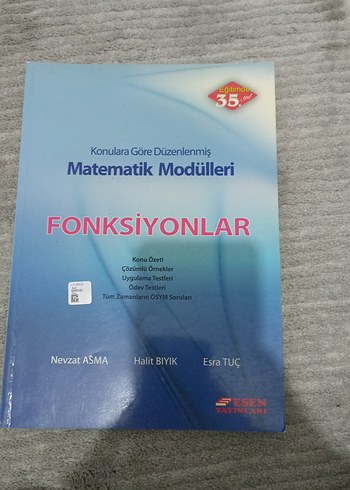 Eğitimde
35. Yıl
Konulara Göre Düzenlenmiş
Matematik Modülleri
FONKSİYONLAR
Konu Özeti
Çözümlü Örnekler
Uygulama Testleri
Ödev Testleri
Tüm Zamanların ÖSYM Soruları
Nevzat AŞMA Halit BIYIK Esra TUÇ
ESEN
YAYINLARI